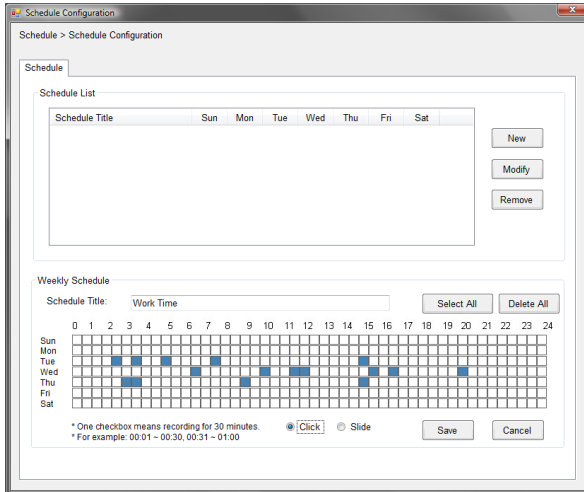 Schedule Configuration
Schedule > Schedule Configuration
Schedule
Schedule List
Schedule Title Sun Mon Tue Wed Thu Fri Sat
New
Modify
Remove
Weekly Schedule
Schedule Title: Work Time Select All Delete All
0 1 2 3 4 5 6 7 8 9 10 11 12 13 14 15 16 17 18 19 20 21 22 23 24
Sun
Mon
Tue
Wed
Thu
Fri
Sat
* One checkbox means recording for 30 minutes. Click Slide Save Cancel
* For example: 00:01 ~ 00:30, 00:31 ~ 01:00